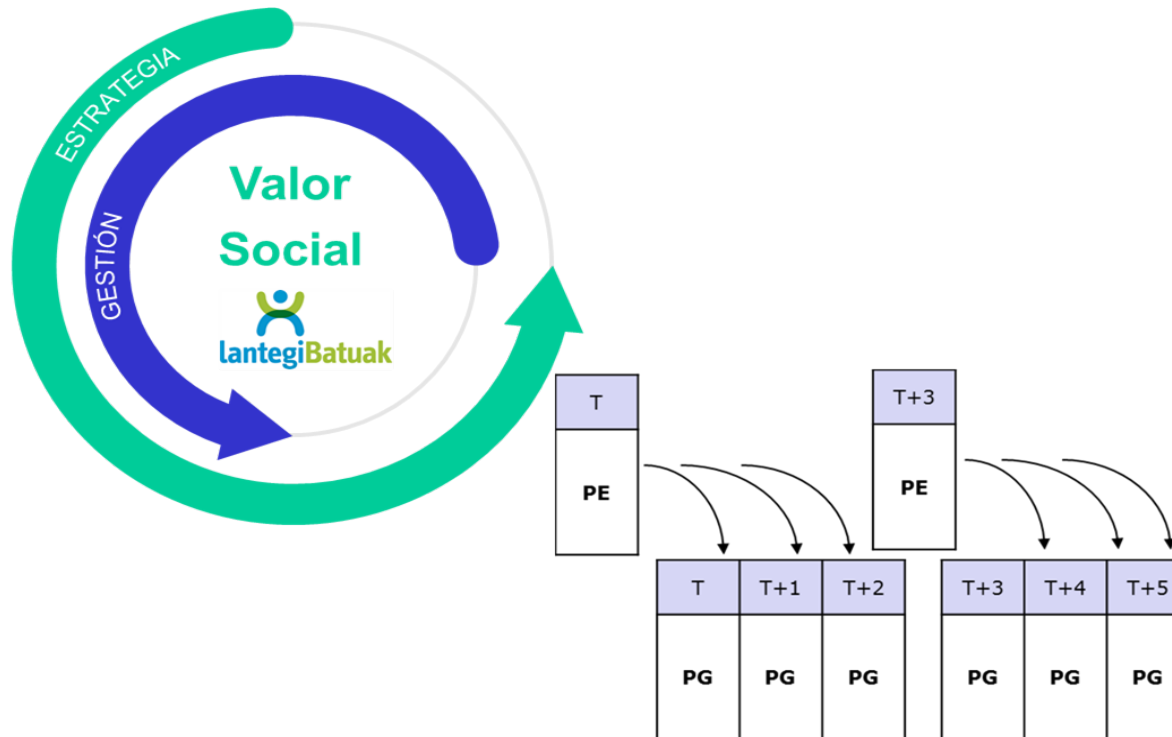 ESTRATEGIA
GESTIÓN
Valor
Social
lantegiBatuak
T
PE
T+3
PE
T T+1 T+2
PG PG PG
T+3 T+4 T+5
PG PG PG